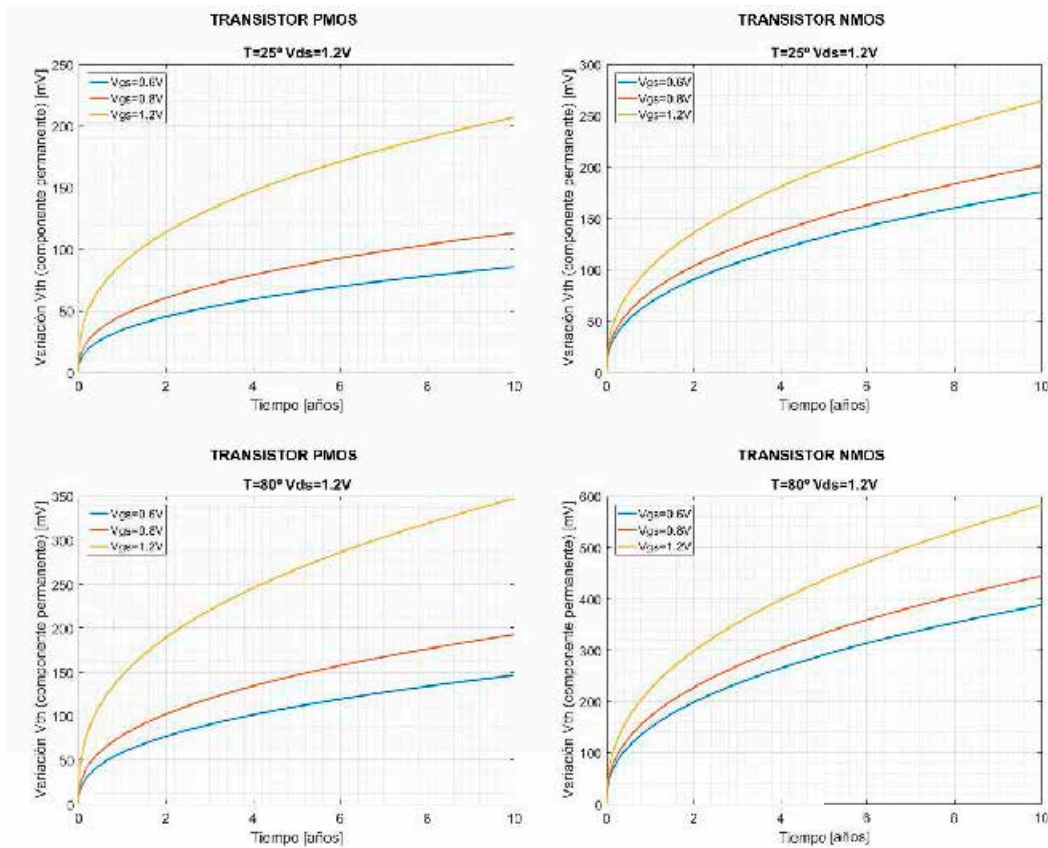 TRANSISTOR PMOS
T=25º Vds=1.2V
Variación Vth (componente permanente) [mV]
250
200
150
100
50
0
Vgs=0.6V
Vgs=0.8V
Vgs=1.2V
0 2 4 6 8 10
Tiempo [años]
TRANSISTOR NMOS
T=25º Vds=1.2V
Variación Vth (componente permanente) [mV]
300
250
200
150
100
50
0
Vgs=0.6V
Vgs=0.8V
Vgs=1.2V
0 2 4 6 8 10
Tiempo [años]
TRANSISTOR PMOS
T=80º Vds=1.2V
Variación Vth (componente permanente) [mV]
350
300
250
200
150
100
50
0
Vgs=0.6V
Vgs=0.8V
Vgs=1.2V
0 2 4 6 8 10
Tiempo [años]
TRANSISTOR NMOS
T=80º Vds=1.2V
Variación Vth (componente permanente) [mV]
600
500
400
300
200
100
0
Vgs=0.6V
Vgs=0.8V
Vgs=1.2V
0 2 4 6 8 10
Tiempo [años]